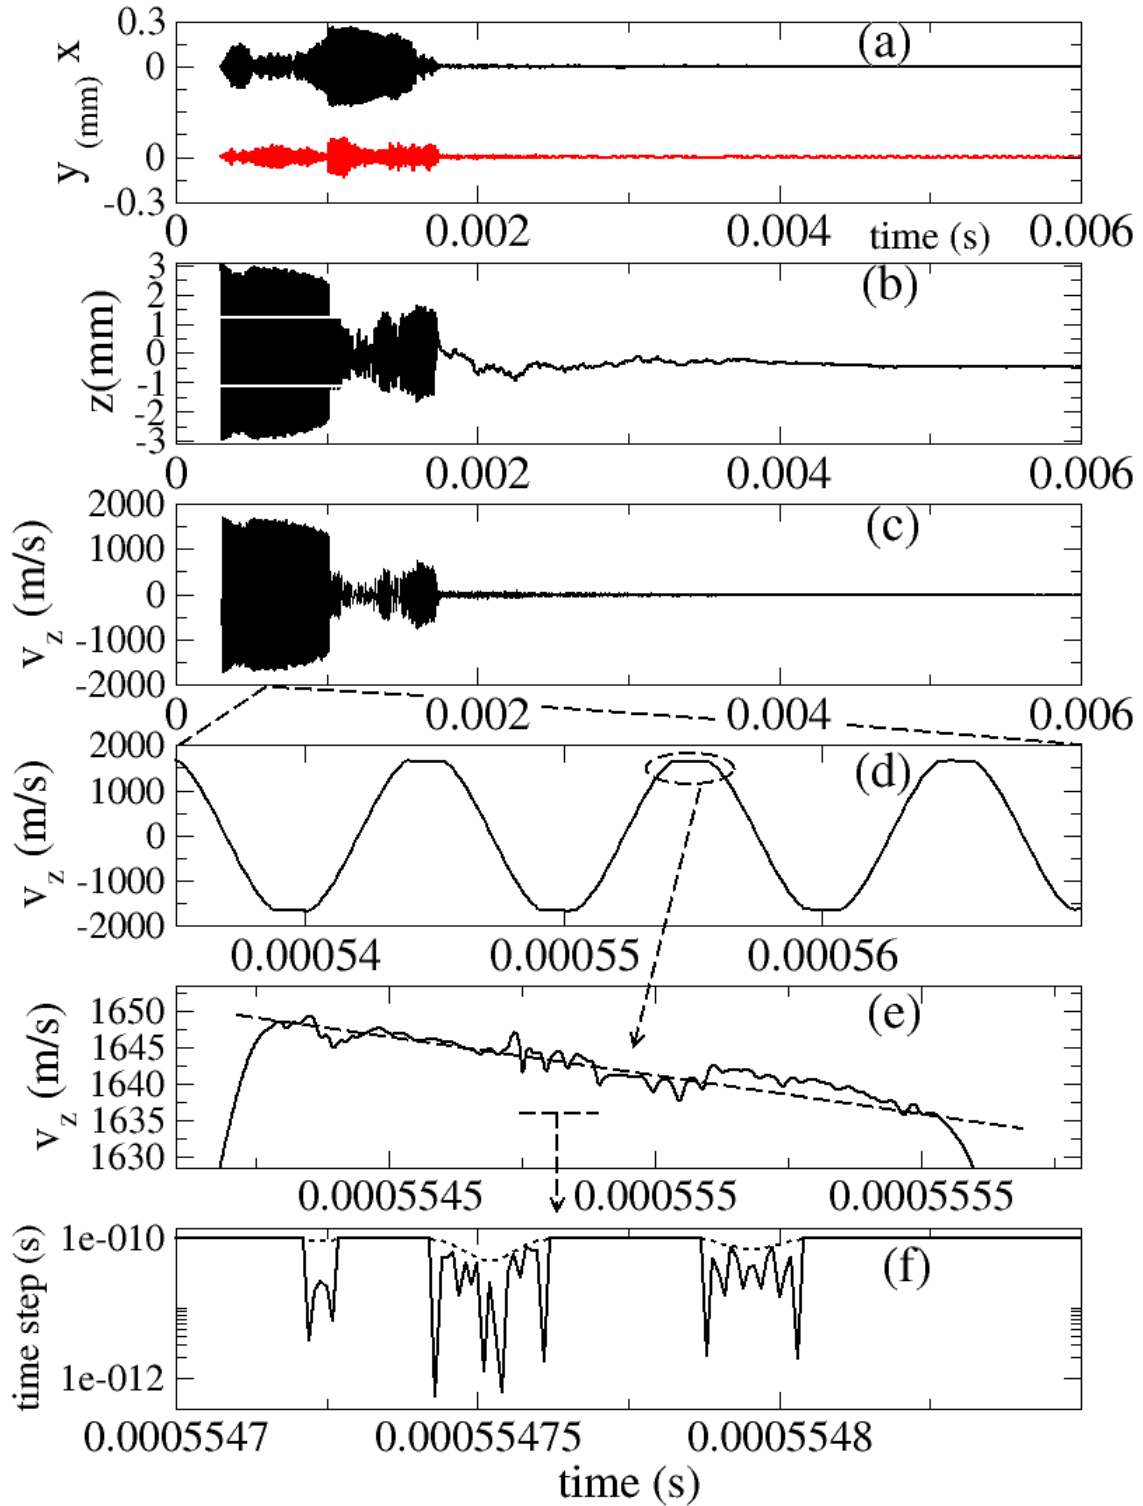 0.3
(a)
0
y (mm) x
0
-0.3
0 0.002 0.004 time (s) 0.006
3
(b)
2
1
0
z(mm)
-1
-2
-3
0 0.002 0.004 0.006
2000
(c)
1000
0
v z (m/s)
-1000
-2000
0 0.002 0.004 0.006
2000
(d)
1000
0
v z (m/s)
-1000
-2000
0.00054 0.00055 0.00056
1650
(e)
1645
1640
v z (m/s)
1635
1630
0.0005545 0.000555 0.0005555
1e-010
(f)
time step (s)
1e-012
0.0005547 0.00055475 0.0005548
time (s)